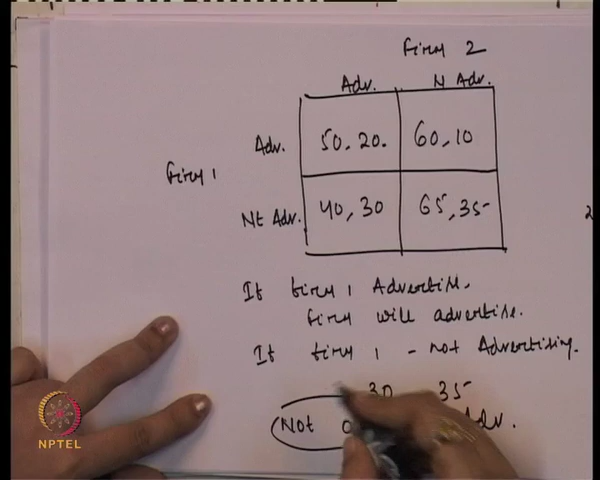 Firm 2
Adv. N Adv.
Adv. 50, 20. 60, 10
Firm 1
Nt Adv. 40, 30 65, 35
2
If firm 1 Advertise.
firm will advertise.
If firm 1 - not Advertising.
30 35
Not Adv.
NPTEL